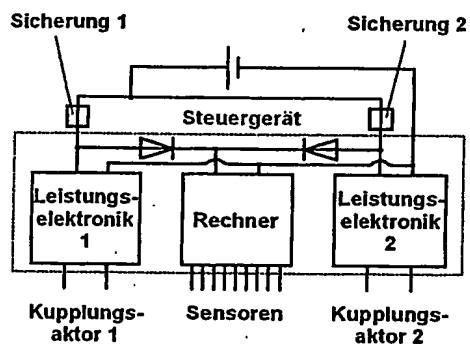 Sicherung 1
Sicherung 2
Steuergerät
Leistungs-
elektronik
1
Rechner
Leistungs-
elektronik
2
Kupplungs-
aktor 1
Sensoren
Kupplungs-
aktor 2